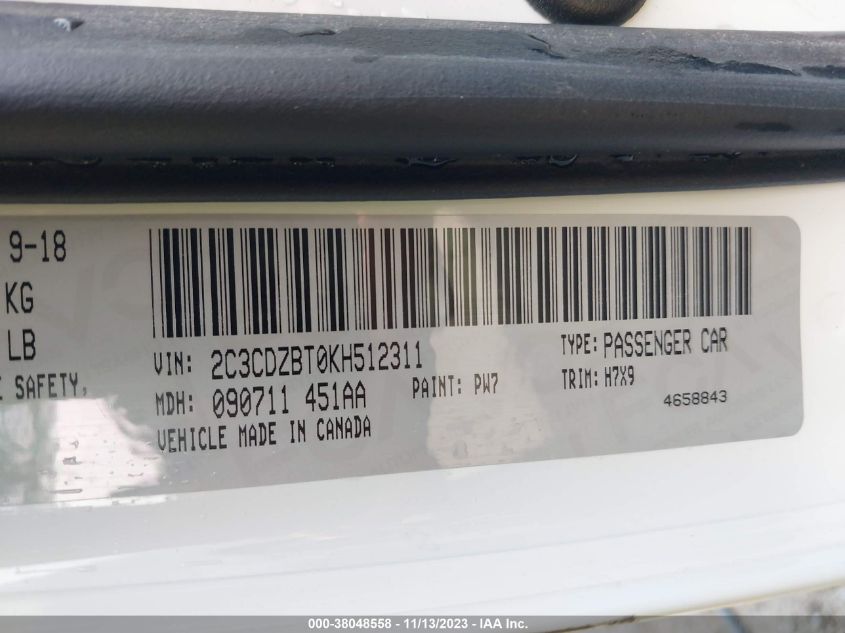 9-18
KG
LB
E SAFETY,
VIN: 2C3CDZBT0KH512311
TYPE: PASSENGER CAR
MDH: 090711 451AA
PAINT: PW7
TRIM: H7X9
4658843
VEHICLE MADE IN CANADA
000-38048558 - 11/13/2023 - IAA Inc.